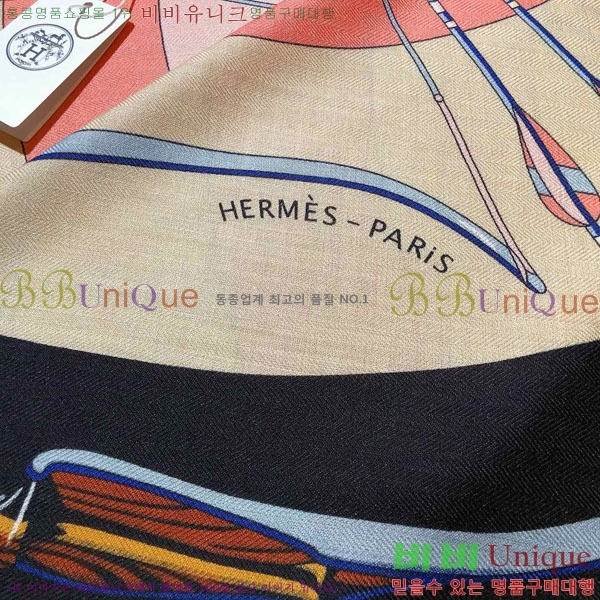 홍콩명품쇼핑몰 1위 비비유니크명품구매대행
H
HERMÈS – PARiS
BBUniQue 동종업계 최고의 품질 NO.1 BBUniQue
비비 Unique
믿을수 있는 명품구매대행